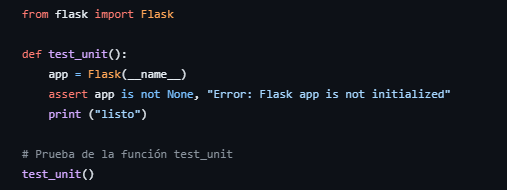 from flask import Flask
def test_unit():
    app = Flask(__name__)
    assert app is not None, "Error: Flask app is not initialized"
    print ("listo")
# Prueba de la función test_unit
test_unit()